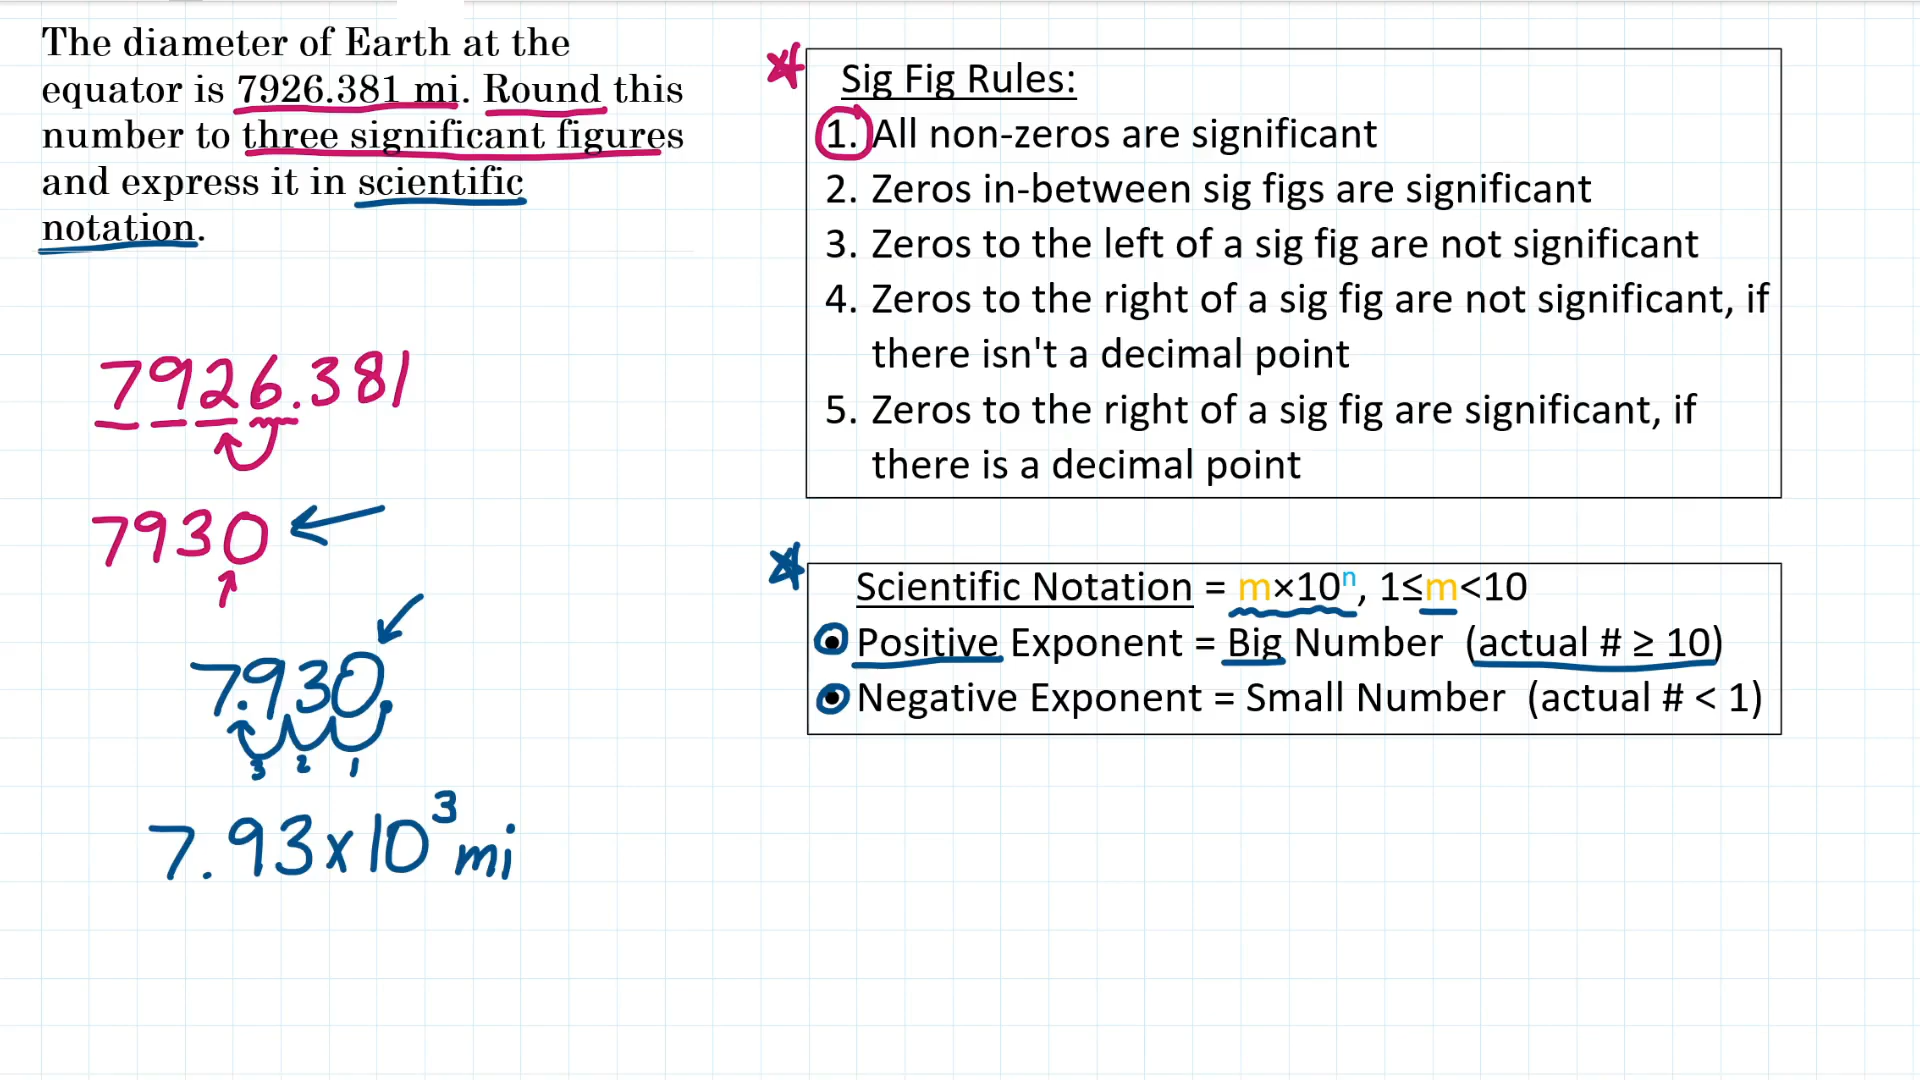 The diameter of Earth at the
equator is 7926.381 mi. Round this
number to three significant figures
and express it in scientific
notation.
7926.381
7930
7.930.
3 2 1
7.93x10³ mi
Sig Fig Rules:
1. All non-zeros are significant
2. Zeros in-between sig figs are significant
3. Zeros to the left of a sig fig are not significant
4. Zeros to the right of a sig fig are not significant, if
there isn't a decimal point
5. Zeros to the right of a sig fig are significant, if
there is a decimal point
Scientific Notation = m×10ⁿ, 1≤m<10
• Positive Exponent = Big Number (actual # ≥ 10)
• Negative Exponent = Small Number (actual # < 1)